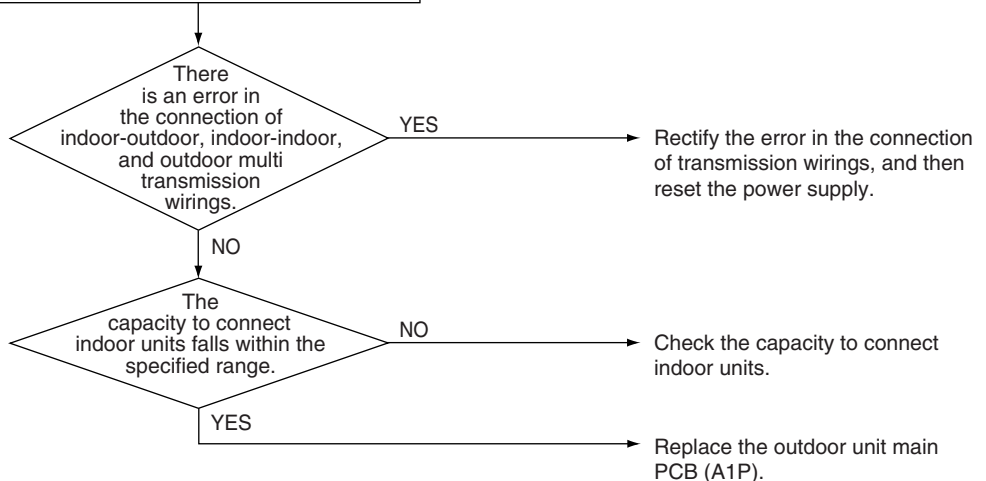 There
is an error in
the connection of
indoor-outdoor, indoor-indoor,
and outdoor multi
transmission
wirings.
YES
Rectify the error in the connection
of transmission wirings, and then
reset the power supply.
NO
The
capacity to connect
indoor units falls within the
specified range.
NO
Check the capacity to connect
indoor units.
YES
Replace the outdoor unit main
PCB (A1P).